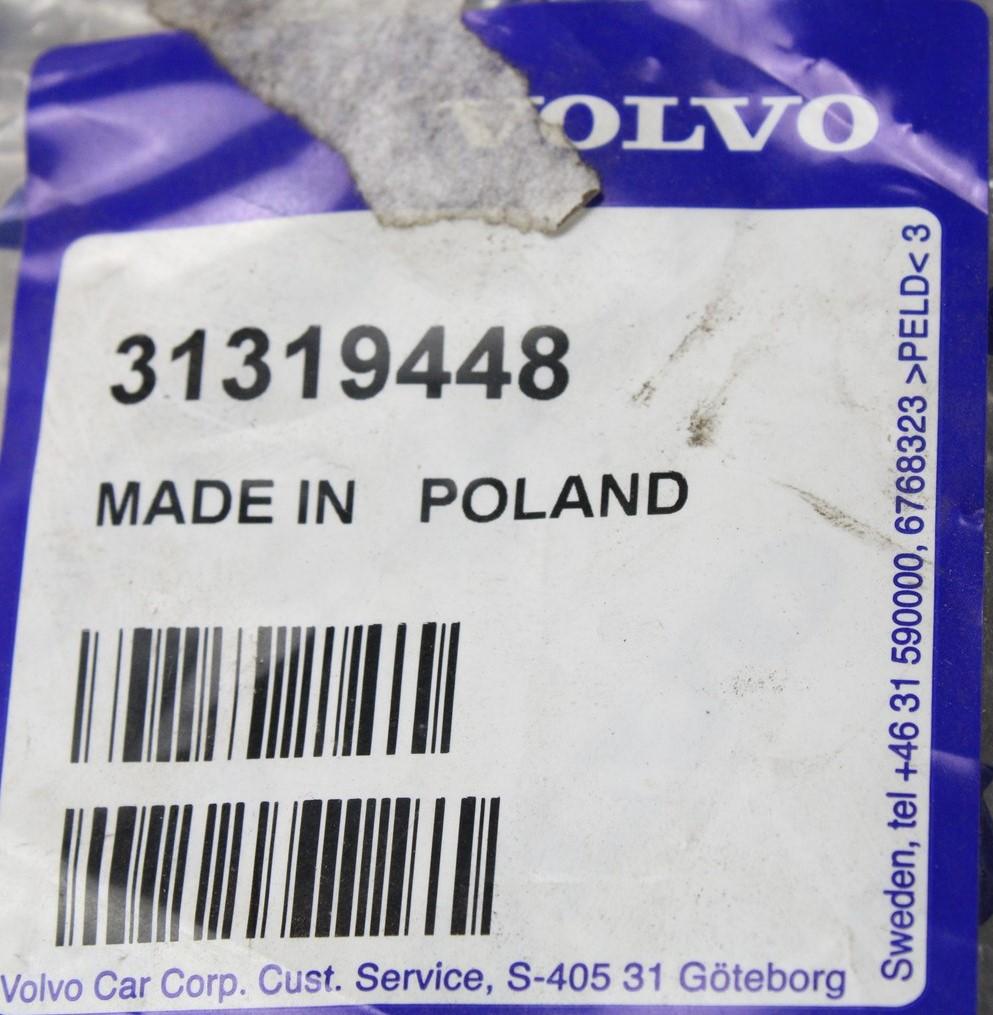 VOLVO
31319448
MADE IN POLAND
Volvo Car Corp. Cust. Service, S-405 31 Göteborg
Sweden, tel +46 31 590000, 6768323 >PELD< 3